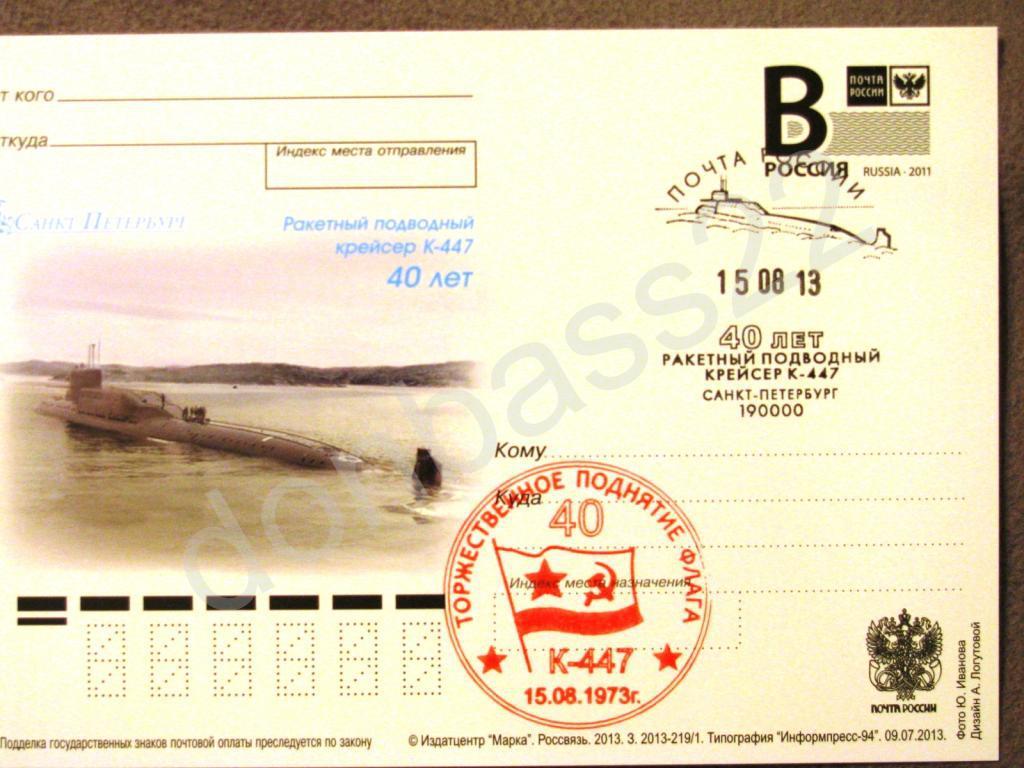 т кого
ткуда
Индекс места отправления
Санкт Петербург
Ракетный подводный
крейсер К-447
40 лет
В
ПОЧТА
РОССИИ
РОССИЯ
RUSSIA · 2011
ПОЧТА РОССИИ
15 08 13
40 ЛЕТ
РАКЕТНЫЙ ПОДВОДНЫЙ
КРЕЙСЕР К-447
САНКТ-ПЕТЕРБУРГ
190000
Кому
Куда
Индекс места назначения
ТОРЖЕСТВЕННОЕ ПОДНЯТИЕ ФЛАГА
40
К-447
15.08.1973г.
ПОЧТА РОССИИ
Фото Ю. Иванова
Дизайн А. Логутовой
Подделка государственных знаков почтовой оплаты преследуется по закону
© Издатцентр "Марка". Россвязь. 2013. З. 2013-219/1. Типография "Информпресс-94". 09.07.2013.
donbass22